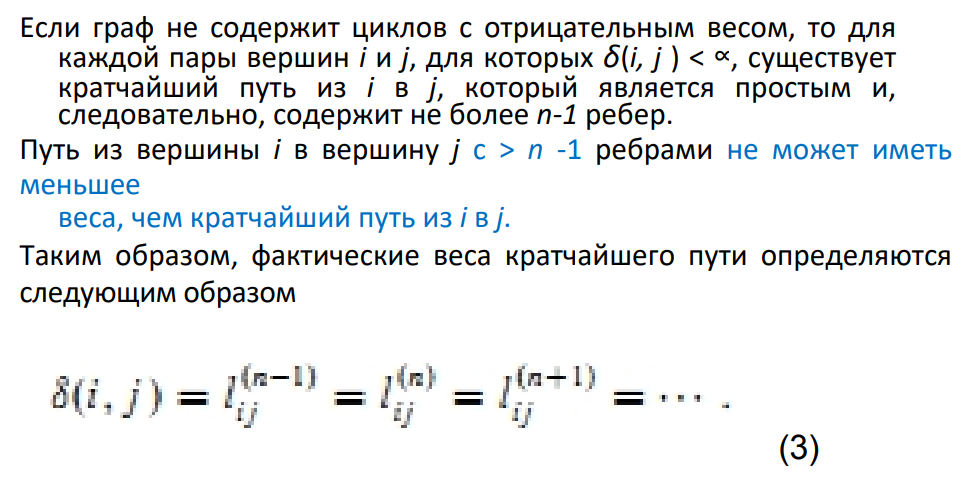 Если граф не содержит циклов с отрицательным весом, то для
каждой пары вершин i и j, для которых δ(i, j ) < ∝, существует
кратчайший путь из i в j, который является простым и,
следовательно, содержит не более n-1 ребер.
Путь из вершины i в вершину j с > n -1 ребрами не может иметь
меньшее
веса, чем кратчайший путь из i в j.
Таким образом, фактические веса кратчайшего пути определяются
следующим образом
δ(i, j) = l_{ij}^{(n−1)} = l_{ij}^{(n)} = l_{ij}^{(n+1)} = ⋯ .
(3)